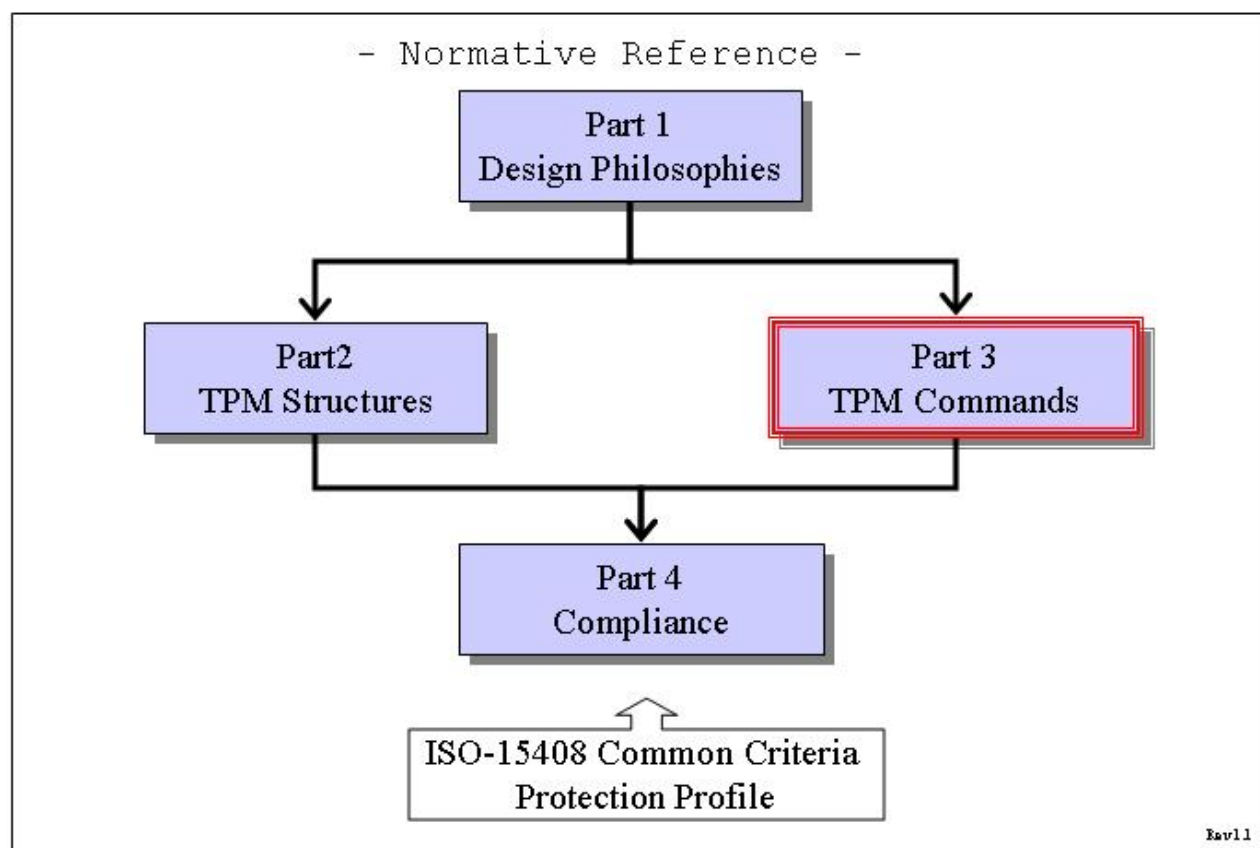 - Normative Reference -
Part 1
Design Philosophies
Part2
TPM Structures
Part 3
TPM Commands
Part 4
Compliance
ISO-15408 Common Criteria
Protection Profile